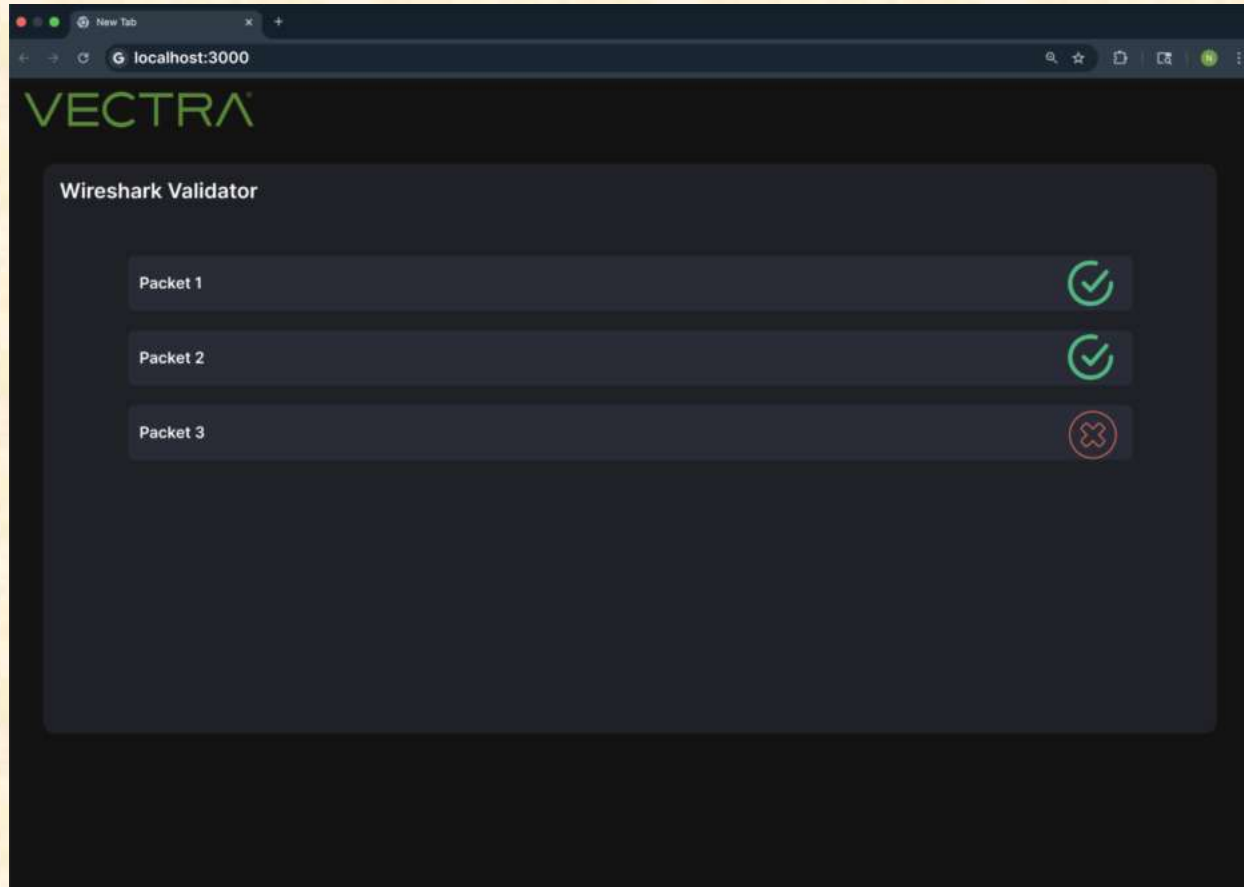 New Tab
localhost:3000
VECTRA
Wireshark Validator
Packet 1
Packet 2
Packet 3